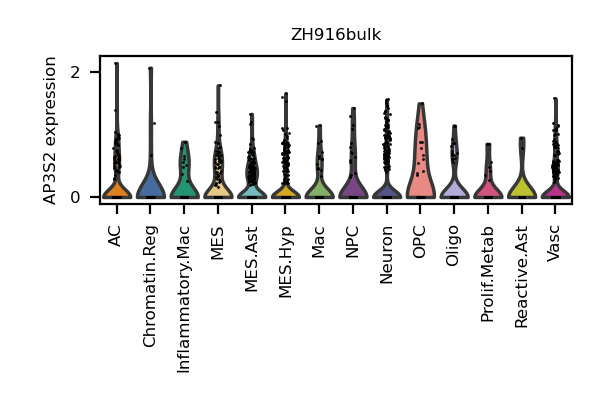 ZH916bulk
AP3S2 expression
2
0
AC
Chromatin.Reg
Inflammatory.Mac
MES
MES.Ast
MES.Hyp
Mac
NPC
Neuron
OPC
Oligo
Prolif.Metab
Reactive.Ast
Vasc